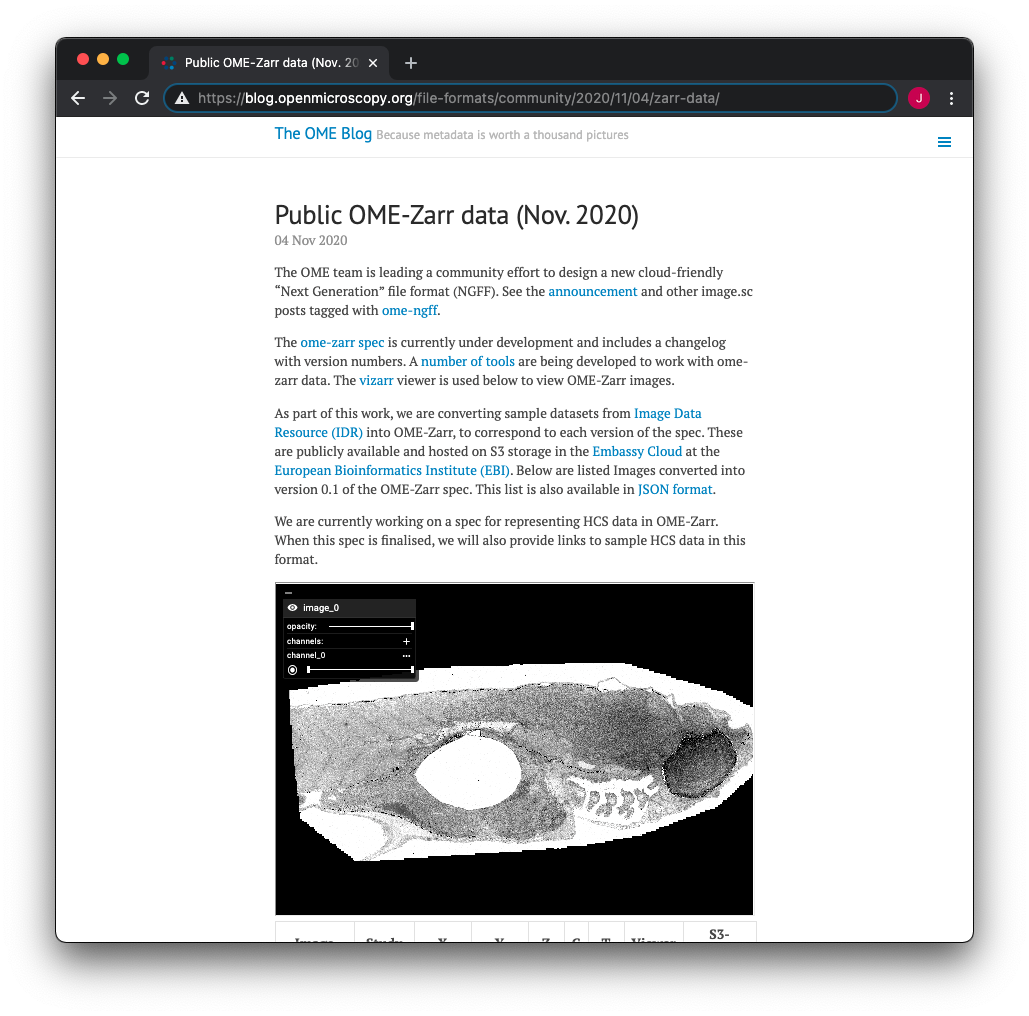 Public OME-Zarr data (Nov. 20
https://blog.openmicroscopy.org/file-formats/community/2020/11/04/zarr-data/
J
The OME Blog Because metadata is worth a thousand pictures
Public OME-Zarr data (Nov. 2020)
04 Nov 2020
The OME team is leading a community effort to design a new cloud-friendly
“Next Generation” file format (NGFF). See the announcement and other image.sc
posts tagged with ome-ngff.
The ome-zarr spec is currently under development and includes a changelog
with version numbers. A number of tools are being developed to work with ome-
zarr data. The vizarr viewer is used below to view OME-Zarr images.
As part of this work, we are converting sample datasets from Image Data
Resource (IDR) into OME-Zarr, to correspond to each version of the spec. These
are publicly available and hosted on S3 storage in the Embassy Cloud at the
European Bioinformatics Institute (EBI). Below are listed Images converted into
version 0.1 of the OME-Zarr spec. This list is also available in JSON format.
We are currently working on a spec for representing HCS data in OME-Zarr.
When this spec is finalised, we will also provide links to sample HCS data in this
format.
image_0
opacity:
channels:
channel_0
S3-
Image Study X Y Z C T Viewer